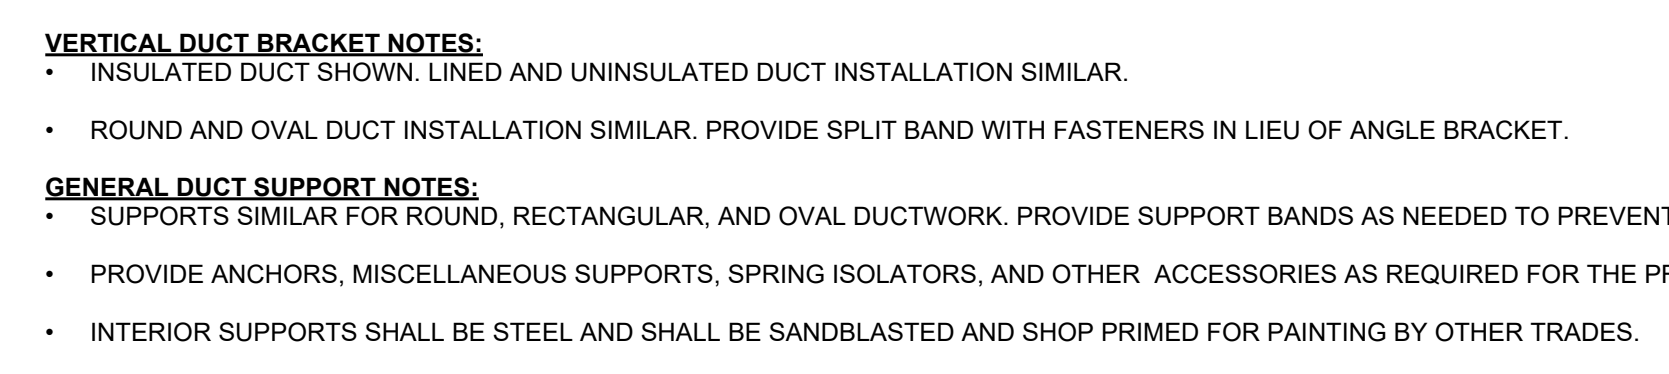 VERTICAL DUCT BRACKET NOTES:
• INSULATED DUCT SHOWN. LINED AND UNINSULATED DUCT INSTALLATION SIMILAR.
• ROUND AND OVAL DUCT INSTALLATION SIMILAR. PROVIDE SPLIT BAND WITH FASTENERS IN LIEU OF ANGLE BRACKET.
GENERAL DUCT SUPPORT NOTES:
• SUPPORTS SIMILAR FOR ROUND, RECTANGULAR, AND OVAL DUCTWORK. PROVIDE SUPPORT BANDS AS NEEDED TO PREVENT
• PROVIDE ANCHORS, MISCELLANEOUS SUPPORTS, SPRING ISOLATORS, AND OTHER  ACCESSORIES AS REQUIRED FOR THE
• INTERIOR SUPPORTS SHALL BE STEEL AND SHALL BE SANDBLASTED AND SHOP PRIMED FOR PAINTING BY OTHER TRADES.